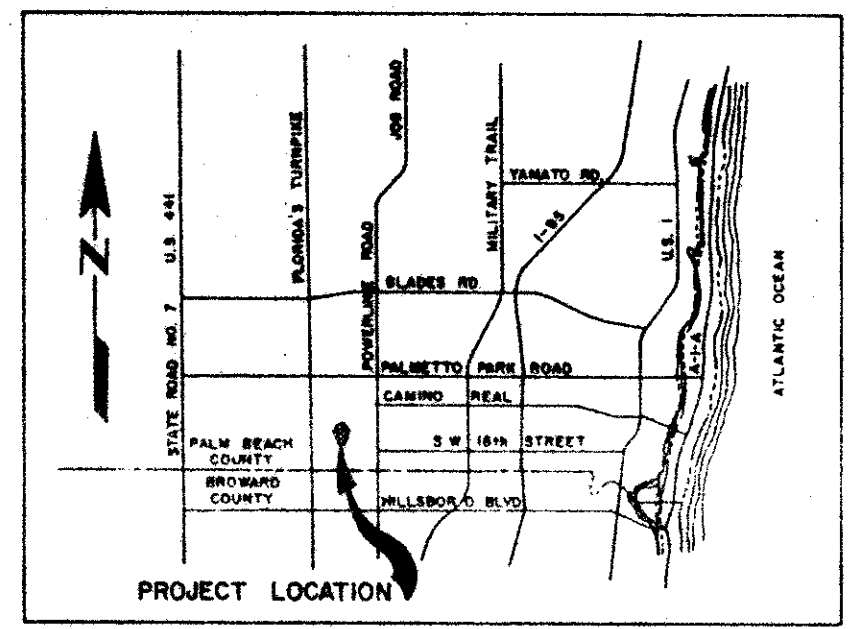 JOG ROAD
FLORIDA'S TURNPIKE
MILITARY TRAIL
YAMATO RD.
U.S. 441
STATE ROAD NO. 7
N
I-95
U.S. 1
POWERLINE ROAD
GLADES RD.
ATLANTIC OCEAN
A-1-A
PALMETTO PARK ROAD
CAMINO REAL
S W 18th STREET
PALM BEACH
COUNTY
BROWARD
COUNTY
HILLSBORO BLVD.
PROJECT LOCATION